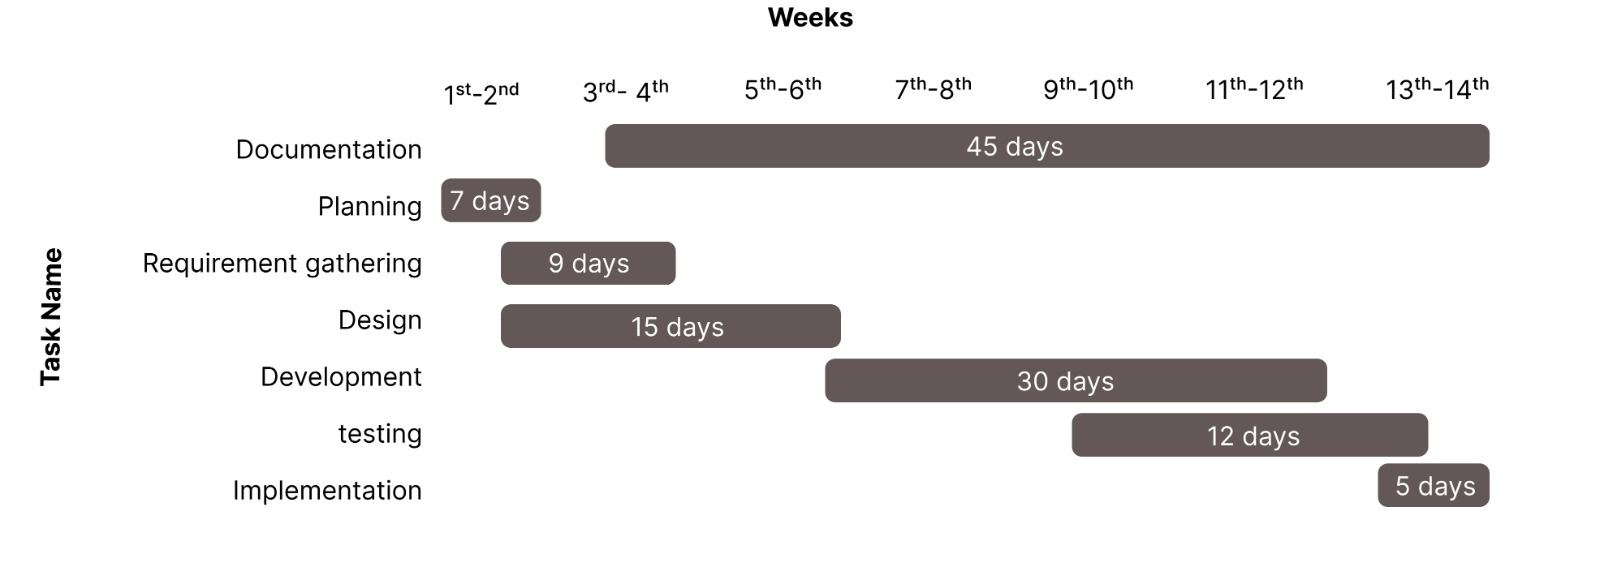 Weeks
1st-2nd 3rd- 4th 5th-6th 7th-8th 9th-10th 11th-12th 13th-14th
Documentation 45 days
Planning 7 days
Requirement gathering 9 days
Design 15 days
Development 30 days
testing 12 days
Implementation 5 days
Task Name